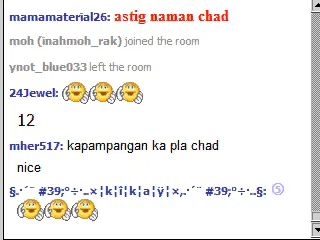 mamamaterial26: astig naman chad
moh (inahmoh_rak) joined the room
ynot_blue033 left the room
24Jewel:
12
mher517: kapampangan ka pla chad
nice
§.·´¨ #39;°÷·..×¦k¦î¦k¦a¦ÿ¦×,.·´¨ #39;°÷·..§: